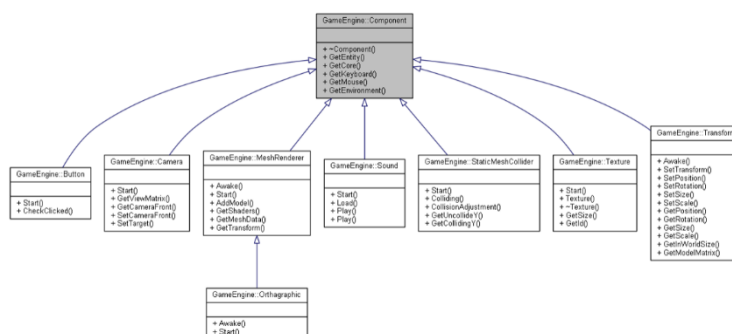 GameEngine::Component
+ ~Component()
+ GetEntity()
+ GetCore()
+ GetKeyboard()
+ GetMouse()
+ GetEnvironment()
GameEngine::Button
+ Start()
+ CheckClicked()
GameEngine::Camera
+ Start()
+ GetViewMatrix()
+ GetCameraFront()
+ SetCameraFront()
+ SetTarget()
GameEngine::MeshRenderer
+ Awake()
+ Start()
+ AddModel()
+ GetShaders()
+ GetMeshData()
+ GetTransform()
GameEngine::Sound
+ Start()
+ Load()
+ Play()
+ Play()
GameEngine::StaticMeshCollider
+ Start()
+ Colliding()
+ CollisionAdjustment()
+ GetUncollideY()
+ GetCollidingY()
GameEngine::Texture
+ Start()
+ Texture()
+ ~Texture()
+ GetSize()
+ GetId()
GameEngine::Transform
+ Awake()
+ SetTransform()
+ SetPosition()
+ SetRotation()
+ SetSize()
+ SetScale()
+ GetPosition()
+ GetRotation()
+ GetSize()
+ GetScale()
+ GetInWorldSize()
+ GetModelMatrix()
GameEngine::Orthagraphic
+ Awake()
+ Start()